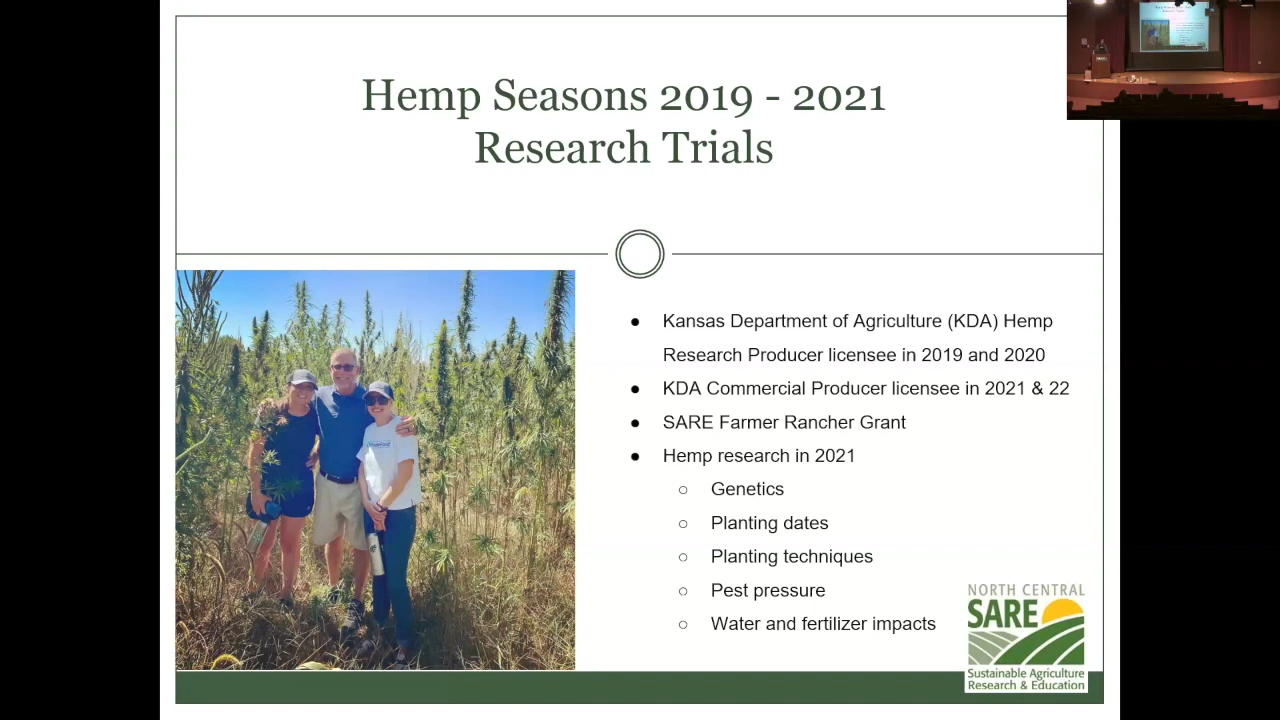 Hemp Seasons 2019 - 2021
Research Trials
● Kansas Department of Agriculture (KDA) Hemp
Research Producer licensee in 2019 and 2020
● KDA Commercial Producer licensee in 2021 & 22
● SARE Farmer Rancher Grant
● Hemp research in 2021
○ Genetics
○ Planting dates
○ Planting techniques
○ Pest pressure
○ Water and fertilizer impacts
NORTH CENTRAL
SARE
Sustainable Agriculture
Research & Education